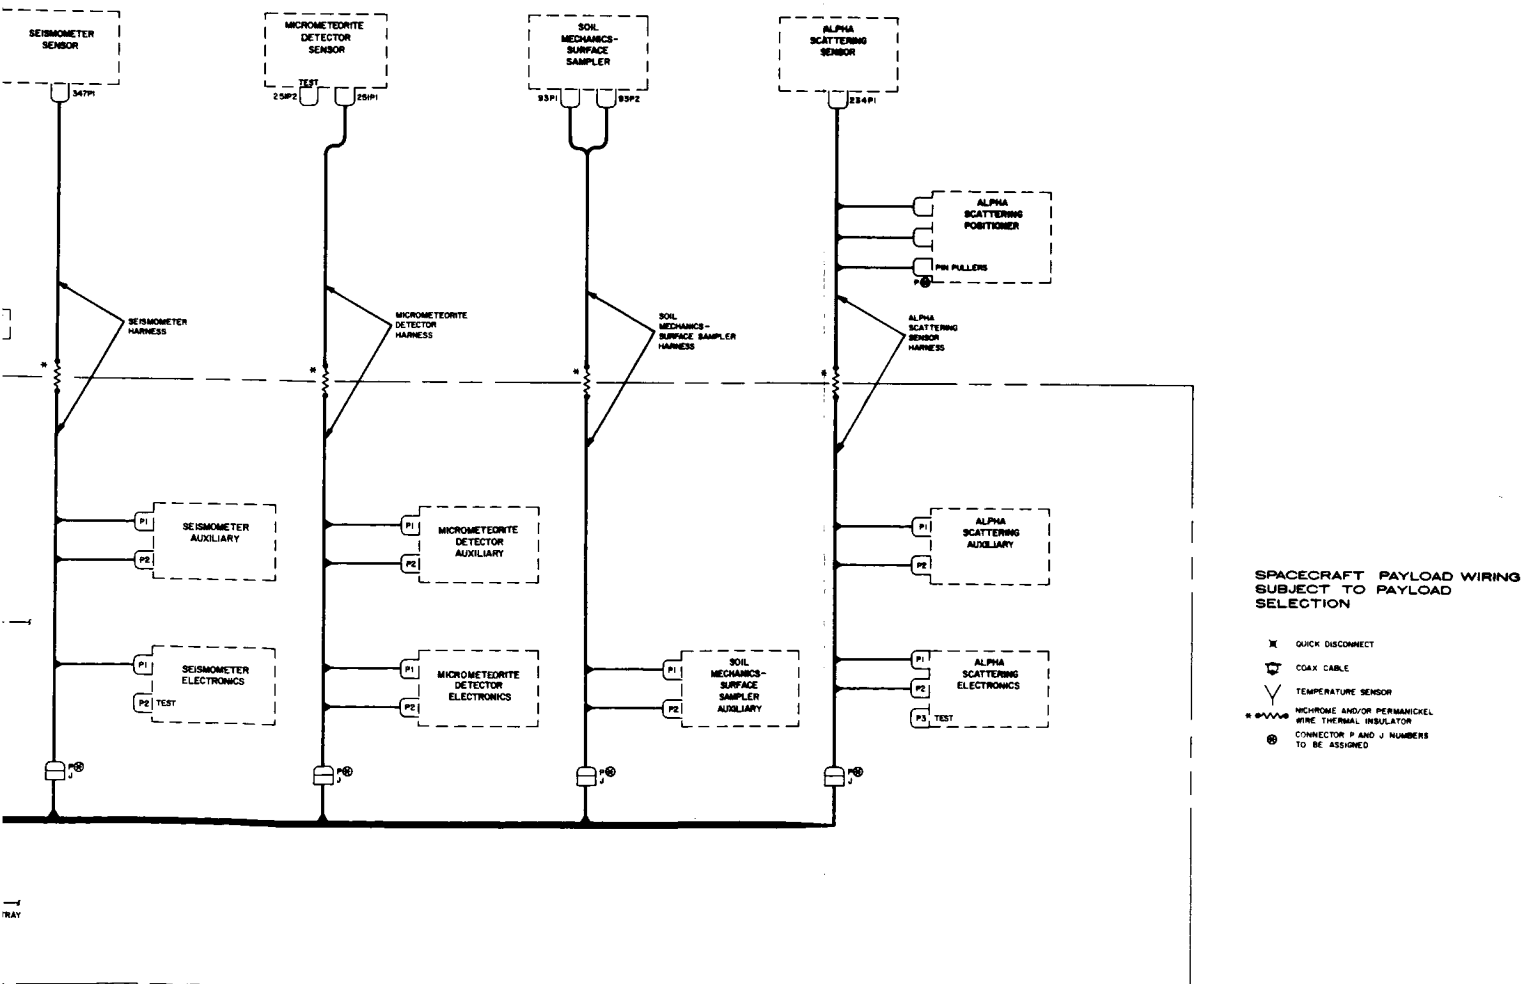 SEISMOMETER
SENSOR
347P1
MICROMETEORITE
DETECTOR
SENSOR
TEST
251P2
251P1
SOIL
MECHANICS-
SURFACE
SAMPLER
93P1
93P2
ALPHA
SCATTERING
SENSOR
234P1
ALPHA
SCATTERING
POSITIONER
PIN PULLERS
P
SEISMOMETER
HARNESS
MICROMETEORITE
DETECTOR
HARNESS
SOIL
MECHANICS-
SURFACE SAMPLER
HARNESS
ALPHA
SCATTERING
SENSOR
HARNESS
*
*
*
*
P1
P2
SEISMOMETER
AUXILIARY
P1
P2
MICROMETEORITE
DETECTOR
AUXILIARY
P1
P2
ALPHA
SCATTERING
AUXILIARY
P1
SEISMOMETER
ELECTRONICS
P2 TEST
P1
P2
MICROMETEORITE
DETECTOR
ELECTRONICS
P1
P2
SOIL
MECHANICS-
SURFACE
SAMPLER
AUXILIARY
P1
P2
ALPHA
SCATTERING
ELECTRONICS
P3 TEST
P
J
P
J
P
J
P
J
TRAY
SPACECRAFT PAYLOAD WIRING
SUBJECT TO PAYLOAD
SELECTION
QUICK DISCONNECT
COAX CABLE
TEMPERATURE SENSOR
* NICHROME AND/OR PERMANICKEL
WIRE THERMAL INSULATOR
CONNECTOR P AND J NUMBERS
TO BE ASSIGNED